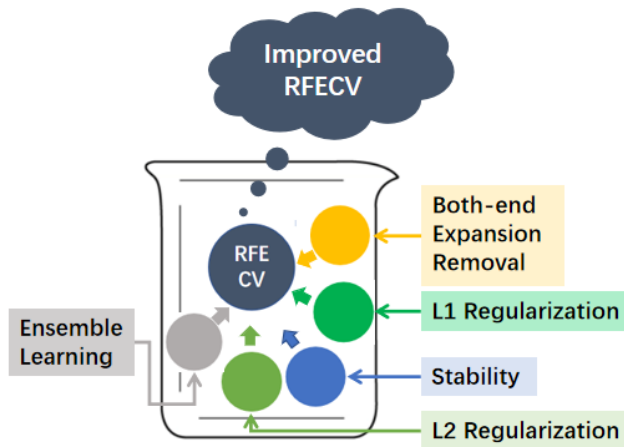 Improved
RFECV
RFE
CV
Both-end
Expansion
Removal
L1 Regularization
Ensemble
Learning
Stability
L2 Regularization